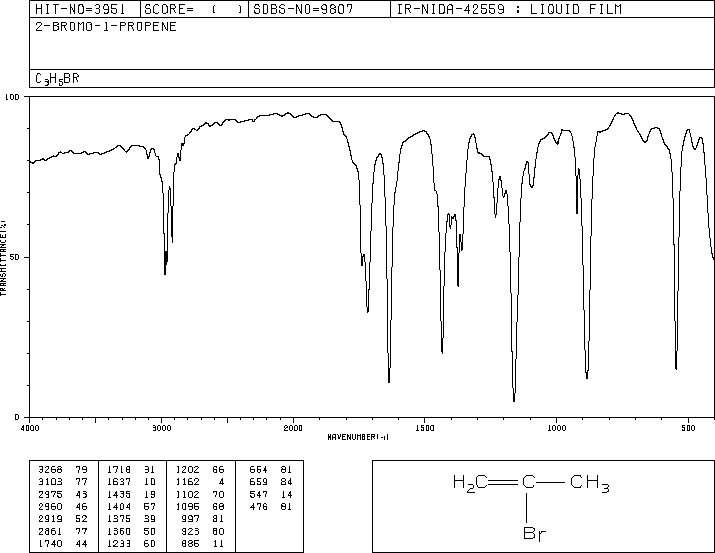 HIT-NO=3951 SCORE= ( ) SDBS-NO=9807 IR-NIDA-42559 : LIQUID FILM
2-BROMO-1-PROPENE
C3H5BR
100
50
0
TRANSMITTANCE(%)
4000 3000 2000 1500 1000 500
WAVENUMBER(-1)
3268 79 1718 31 1202 66 664 81
3103 77 1637 10 1162 4 659 84
2975 43 1435 19 1102 70 547 14
2960 46 1404 57 1096 68 476 81
2919 52 1375 39 997 81
2861 77 1360 50 923 60
1740 44 1233 60 886 11
H2C C CH3
Br